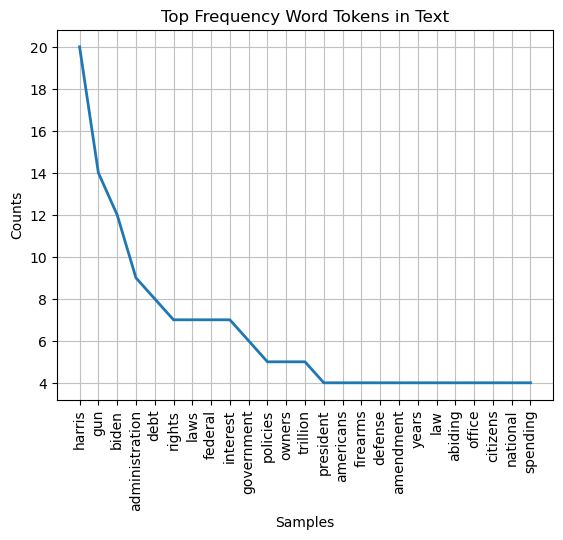 Top Frequency Word Tokens in Text
20
18
16
14
12
10
8
6
4
Counts
harris
gun
biden
administration
debt
rights
laws
federal
interest
government
policies
owners
trillion
president
americans
firearms
defense
amendment
years
law
abiding
office
citizens
national
spending
Samples